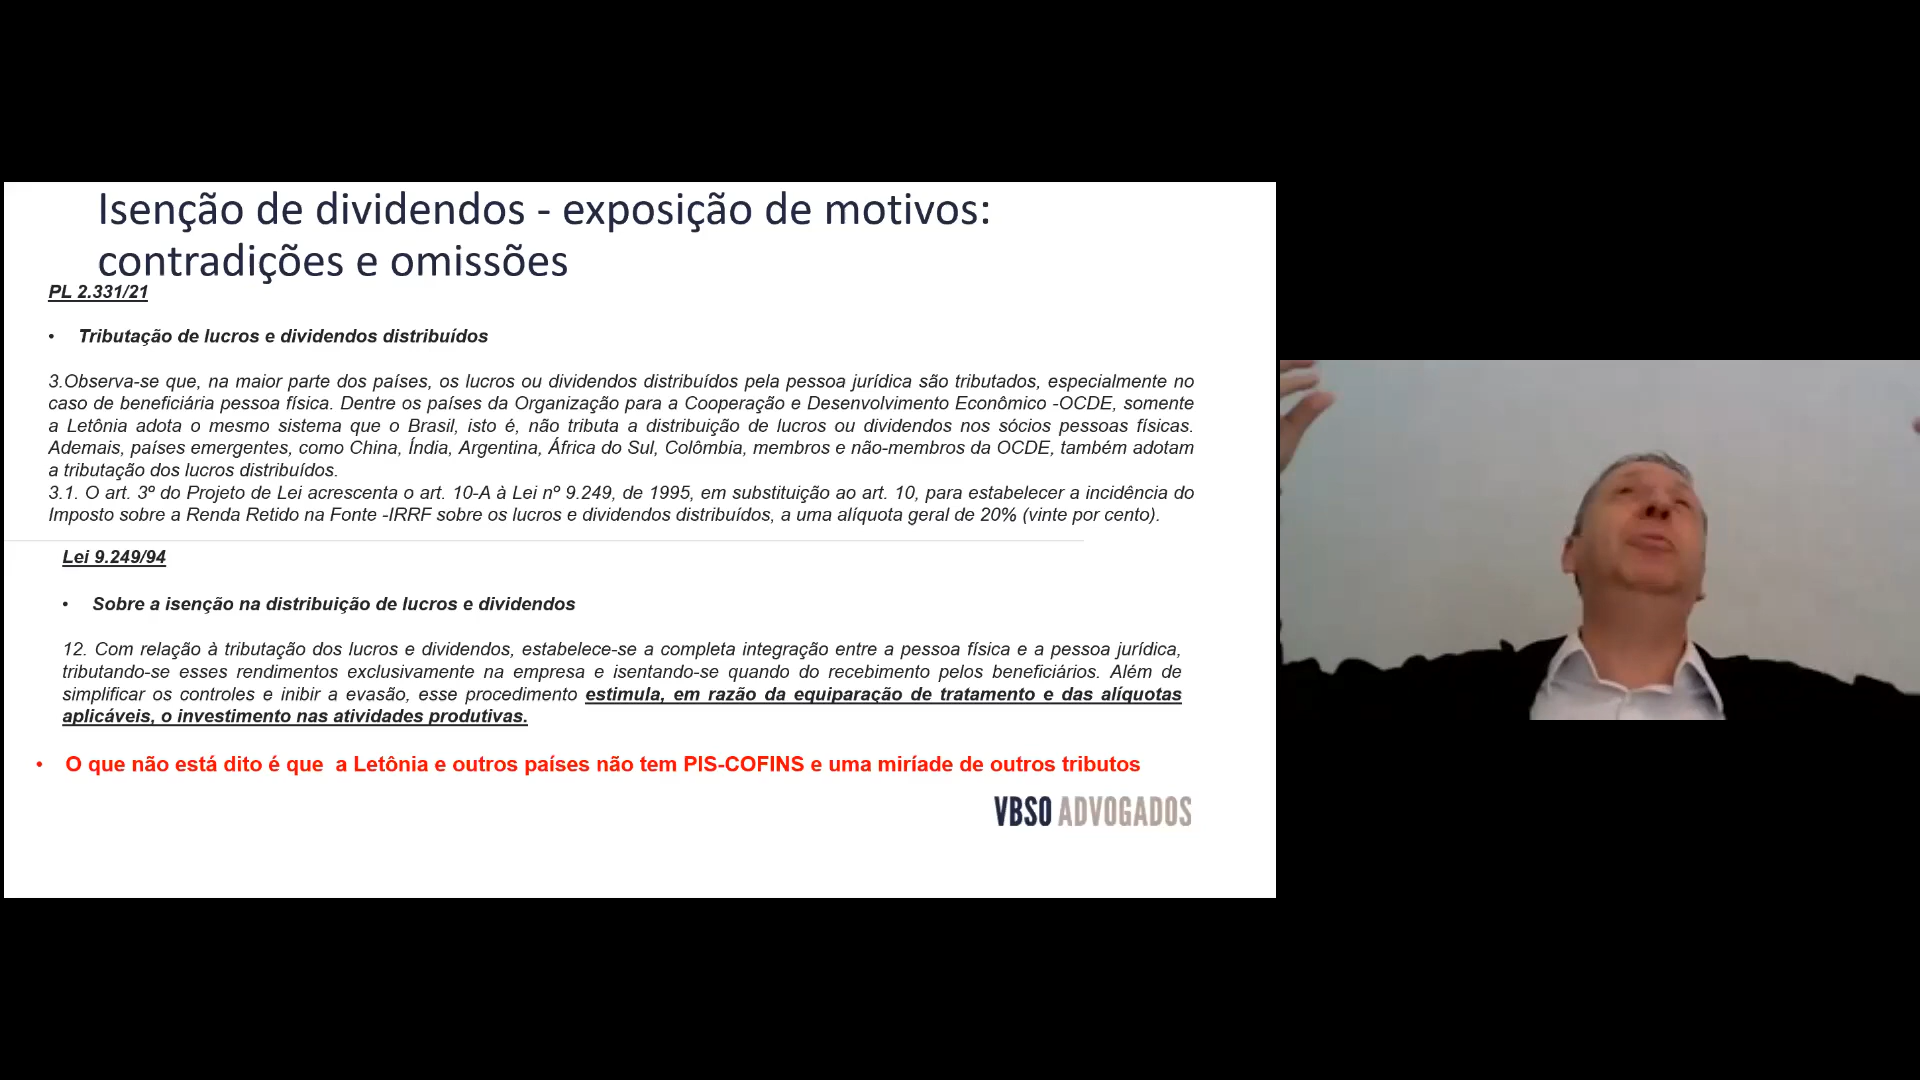 Isenção de dividendos - exposição de motivos:
contradições e omissões
PL 2.331/21
• Tributação de lucros e dividendos distribuídos
3.Observa-se que, na maior parte dos países, os lucros ou dividendos distribuídos pela pessoa jurídica são tributados, especialmente no
caso de beneficiária pessoa física. Dentre os países da Organização para a Cooperação e Desenvolvimento Econômico -OCDE, somente
a Letônia adota o mesmo sistema que o Brasil, isto é, não tributa a distribuição de lucros ou dividendos nos sócios pessoas físicas.
Ademais, países emergentes, como China, Índia, Argentina, África do Sul, Colômbia, membros e não-membros da OCDE, também adotam
a tributação dos lucros distribuídos.
3.1. O art. 3º do Projeto de Lei acrescenta o art. 10-A à Lei nº 9.249, de 1995, em substituição ao art. 10, para estabelecer a incidência do
Imposto sobre a Renda Retido na Fonte -IRRF sobre os lucros e dividendos distribuídos, a uma alíquota geral de 20% (vinte por cento).
Lei 9.249/94
• Sobre a isenção na distribuição de lucros e dividendos
12. Com relação à tributação dos lucros e dividendos, estabelece-se a completa integração entre a pessoa física e a pessoa jurídica,
tributando-se esses rendimentos exclusivamente na empresa e isentando-se quando do recebimento pelos beneficiários. Além de
simplificar os controles e inibir a evasão, esse procedimento estimula, em razão da equiparação de tratamento e das alíquotas
aplicáveis, o investimento nas atividades produtivas.
• O que não está dito é que a Letônia e outros países não tem PIS-COFINS e uma miríade de outros tributos
VBSO ADVOGADOS